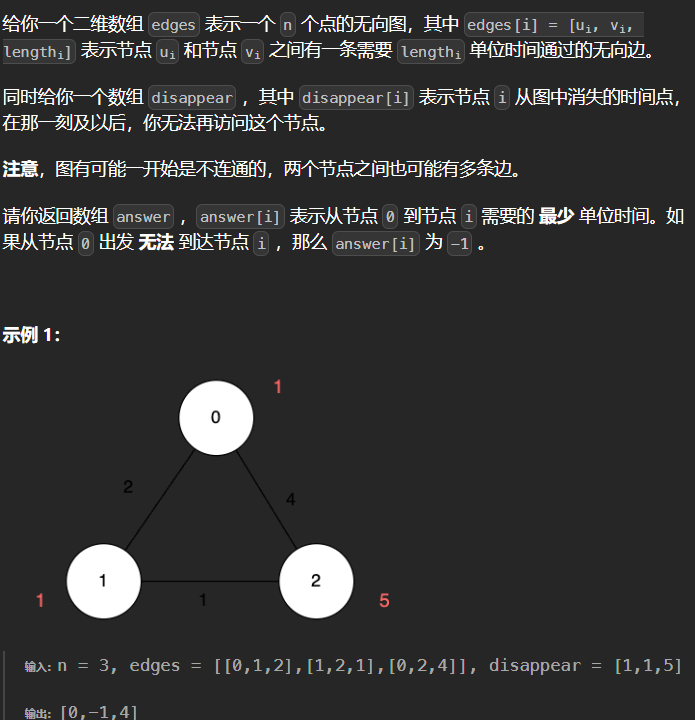 给你一个二维数组 edges 表示一个 n 个点的无向图，其中 edges[i] = [ui, vi,
lengthi] 表示节点 ui 和节点 vi 之间有一条需要 lengthi 单位时间通过的无向边。
同时给你一个数组 disappear ，其中 disappear[i] 表示节点 i 从图中消失的时间点，
在那一刻及以后，你无法再访问这个节点。
注意，图有可能一开始是不连通的，两个节点之间也可能有多条边。
请你返回数组 answer ，answer[i] 表示从节点 0 到节点 i 需要的 最少 单位时间。如
果从节点 0 出发 无法 到达节点 i ，那么 answer[i] 为 -1 。
示例 1：
1
0
2
4
1
1
1
2
5
输入：n = 3, edges = [[0,1,2],[1,2,1],[0,2,4]], disappear = [1,1,5]
输出：[0,-1,4]